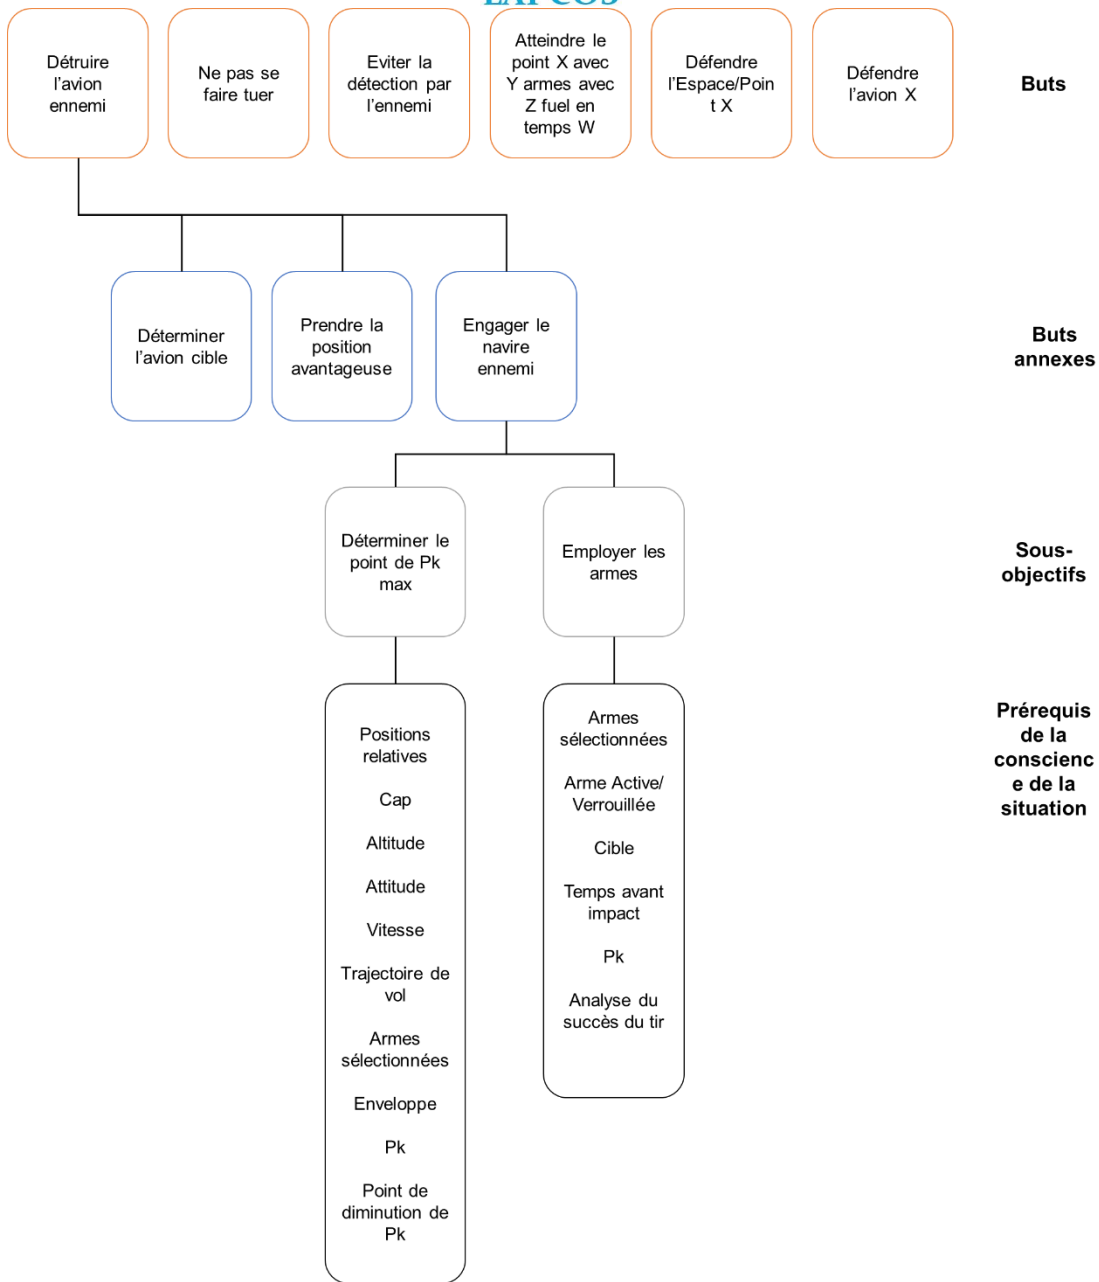 LAPCOS
Détruire
l'avion
ennemi
Ne pas se
faire tuer
Eviter la
détection par
l'ennemi
Atteindre le
point X avec
Y armes avec
Z fuel en
temps W
Défendre
l'Espace/Poin
t X
Défendre
l'avion X
Buts
Déterminer
l'avion cible
Prendre la
position
avantageuse
Engager le
navire
ennemi
Buts
annexes
Déterminer le
point de Pk
max
Employer les
armes
Sous-
objectifs
Positions
relatives
Cap
Altitude
Attitude
Vitesse
Trajectoire de
vol
Armes
sélectionnées
Enveloppe
Pk
Point de
diminution de
Pk
Armes
sélectionnées
Arme Active/
Verrouillée
Cible
Temps avant
impact
Pk
Analyse du
succès du tir
Prérequis
de la
conscienc
e de la
situation